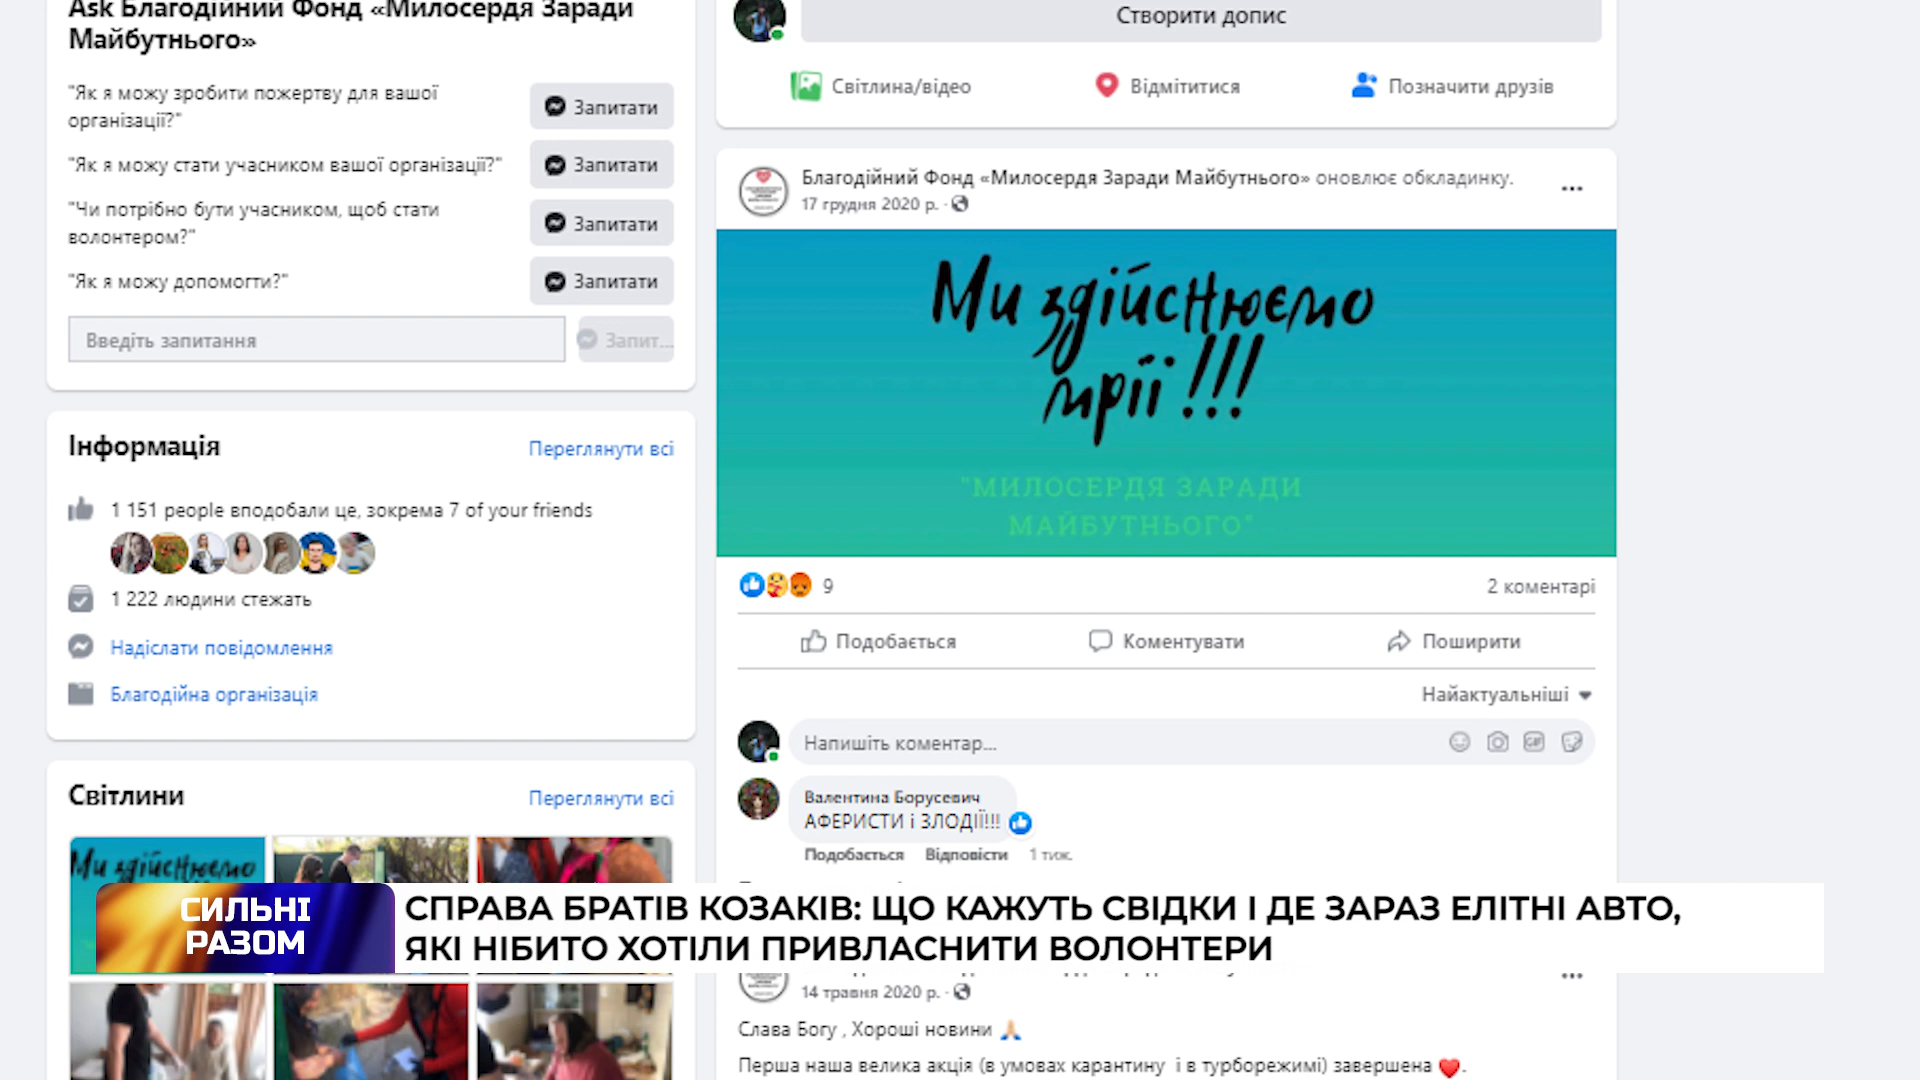 Ask Благодійний Фонд «Милосердя Заради
Майбутнього»
"Як я можу зробити пожертву для вашої
організації?"
Запитати
"Як я можу стати учасником вашої організації?"
Запитати
"Чи потрібно бути учасником, щоб стати
волонтером?"
Запитати
"Як я можу допомогти?"
Запитати
Введіть запитання
Запит...
Інформація
Переглянути всі
1 151 people вподобали це, зокрема 7 of your friends
1 222 людини стежать
Надіслати повідомлення
Благодійна організація
Світлини
Переглянути всі
Ми здійснюємо
Створити допис
Світлина/відео
Відмітитися
Позначити друзів
Благодійний Фонд «Милосердя Заради Майбутнього» оновлює обкладинку.
17 грудня 2020 р. ·
Ми здійснюємо
мрії !!!
"МИЛОСЕРДЯ ЗАРАДИ
МАЙБУТНЬОГО"
9
2 коментарі
Подобається
Коментувати
Поширити
Найактуальніші
Напишіть коментар...
GIF
Валентина Борусевич
АФЕРИСТИ і ЗЛОДІЇ!!!
Подобається Відповісти 1 тиж.
СИЛЬНІ
РАЗОМ
СПРАВА БРАТІВ КОЗАКІВ: ЩО КАЖУТЬ СВІДКИ І ДЕ ЗАРАЗ ЕЛІТНІ АВТО,
ЯКІ НІБИТО ХОТІЛИ ПРИВЛАСНИТИ ВОЛОНТЕРИ
14 травня 2020 р. ·
Слава Богу , Хороші новини 🙏
Перша наша велика акція (в умовах карантину і в турборежимі) завершена ❤️.